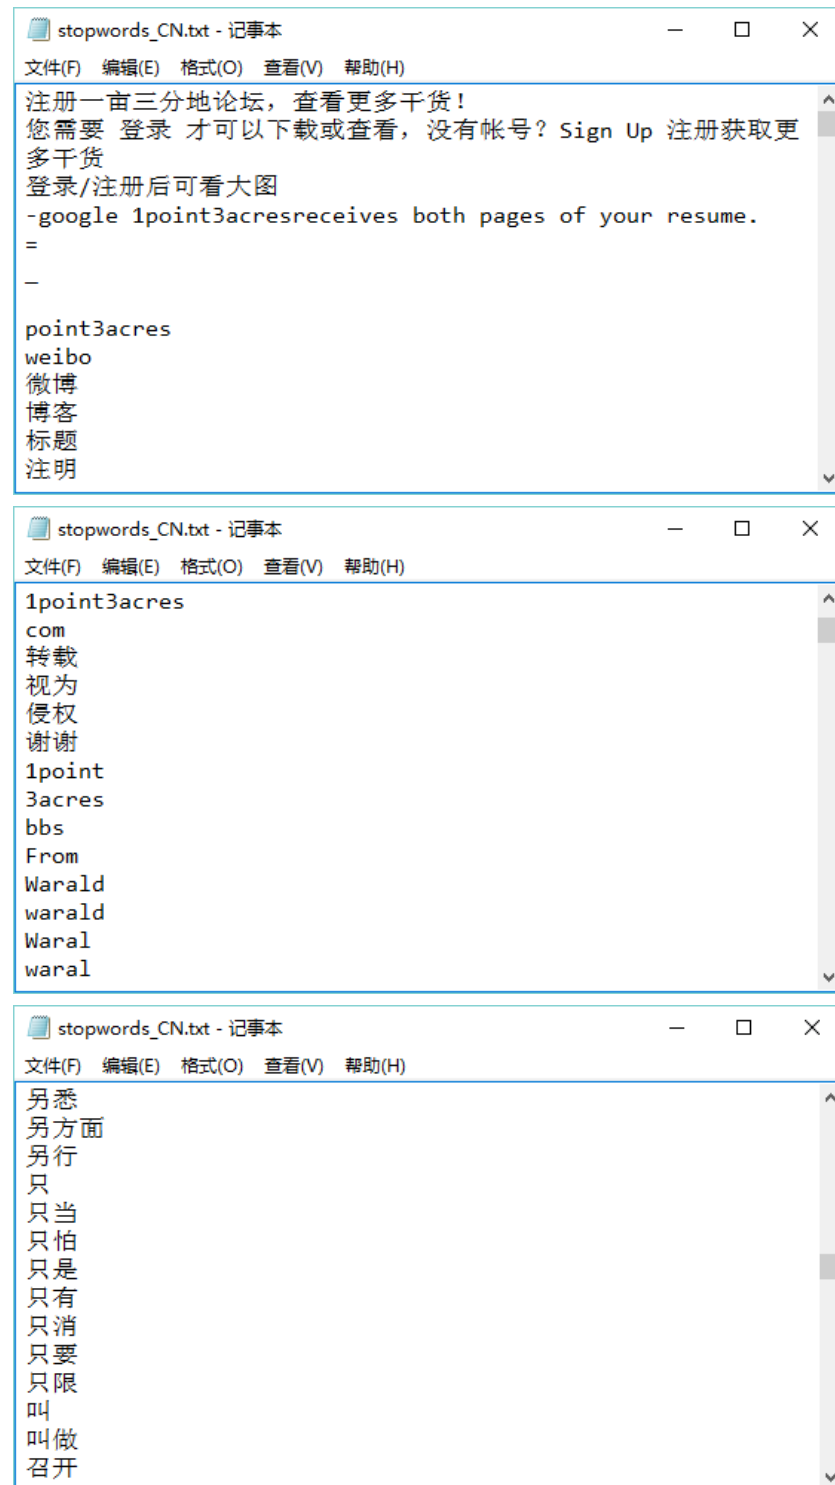 stopwords_CN.txt - 记事本
文件(F) 编辑(E) 格式(O) 查看(V) 帮助(H)
注册一亩三分地论坛，查看更多干货！
您需要 登录 才可以下载或查看，没有帐号？Sign Up 注册获取更
多干货
登录/注册后可看大图
-google 1point3acresreceives both pages of your resume.
=
—
point3acres
weibo
微博
博客
标题
注明
stopwords_CN.txt - 记事本
文件(F) 编辑(E) 格式(O) 查看(V) 帮助(H)
1point3acres
com
转载
视为
侵权
谢谢
1point
3acres
bbs
From
Warald
warald
Waral
waral
stopwords_CN.txt - 记事本
文件(F) 编辑(E) 格式(O) 查看(V) 帮助(H)
另悉
另方面
另行
只
只当
只怕
只是
只有
只消
只要
只限
叫
叫做
召开